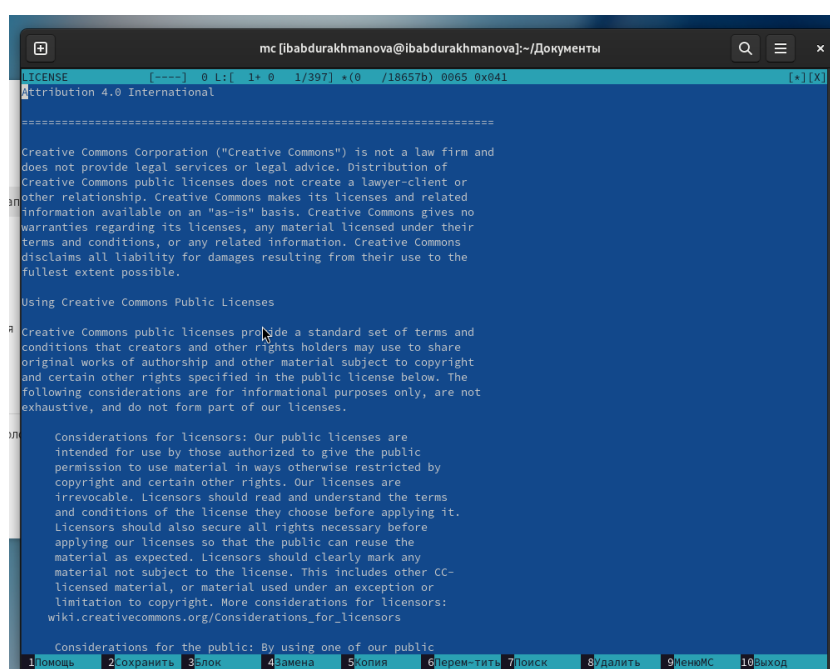 mc [ibabdurakhmanova@ibabdurakhmanova]:~/Документы
LICENSE [----] 0 L:[ 1+ 0 1/397] *(0 /18657b) 0065 0x041 [*][X]
Attribution 4.0 International
=======================================================================
Creative Commons Corporation ("Creative Commons") is not a law firm and
does not provide legal services or legal advice. Distribution of
Creative Commons public licenses does not create a lawyer-client or
other relationship. Creative Commons makes its licenses and related
information available on an "as-is" basis. Creative Commons gives no
warranties regarding its licenses, any material licensed under their
terms and conditions, or any related information. Creative Commons
disclaims all liability for damages resulting from their use to the
fullest extent possible.
Using Creative Commons Public Licenses
Creative Commons public licenses provide a standard set of terms and
conditions that creators and other rights holders may use to share
original works of authorship and other material subject to copyright
and certain other rights specified in the public license below. The
following considerations are for informational purposes only, are not
exhaustive, and do not form part of our licenses.
Considerations for licensors: Our public licenses are
intended for use by those authorized to give the public
permission to use material in ways otherwise restricted by
copyright and certain other rights. Our licenses are
irrevocable. Licensors should read and understand the terms
and conditions of the license they choose before applying it.
Licensors should also secure all rights necessary before
applying our licenses so that the public can reuse the
material as expected. Licensors should clearly mark any
material not subject to the license. This includes other CC-
licensed material, or material used under an exception or
limitation to copyright. More considerations for licensors:
wiki.creativecommons.org/Considerations_for_licensors
Considerations for the public: By using one of our public
1Помощь 2Сохранить 3Блок 4Замена 5Копия 6Перем~тить 7Поиск 8Удалить 9МенюMC 10Выход